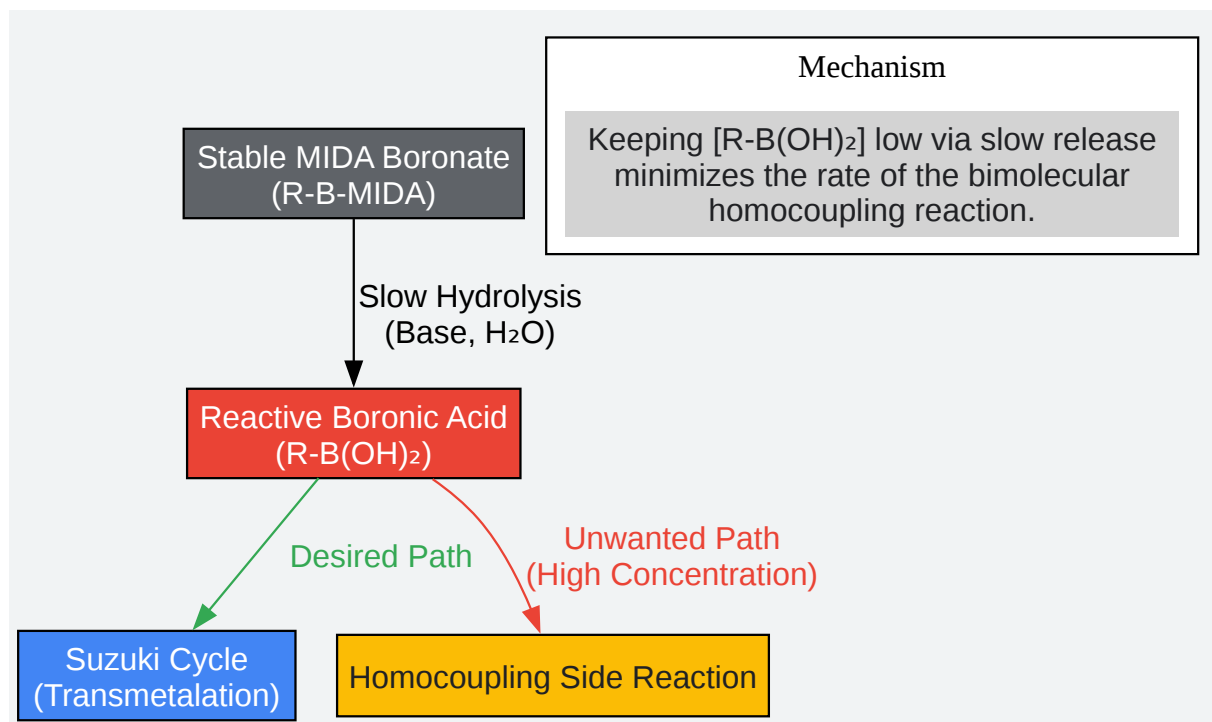 Mechanism
Keeping [R-B(OH)₂] low via slow release
minimizes the rate of the bimolecular
homocoupling reaction.
Stable MIDA Boronate
(R-B-MIDA)
Slow Hydrolysis
(Base, H₂O)
Reactive Boronic Acid
(R-B(OH)₂)
Desired Path
Unwanted Path
(High Concentration)
Suzuki Cycle
(Transmetalation)
Homocoupling Side Reaction